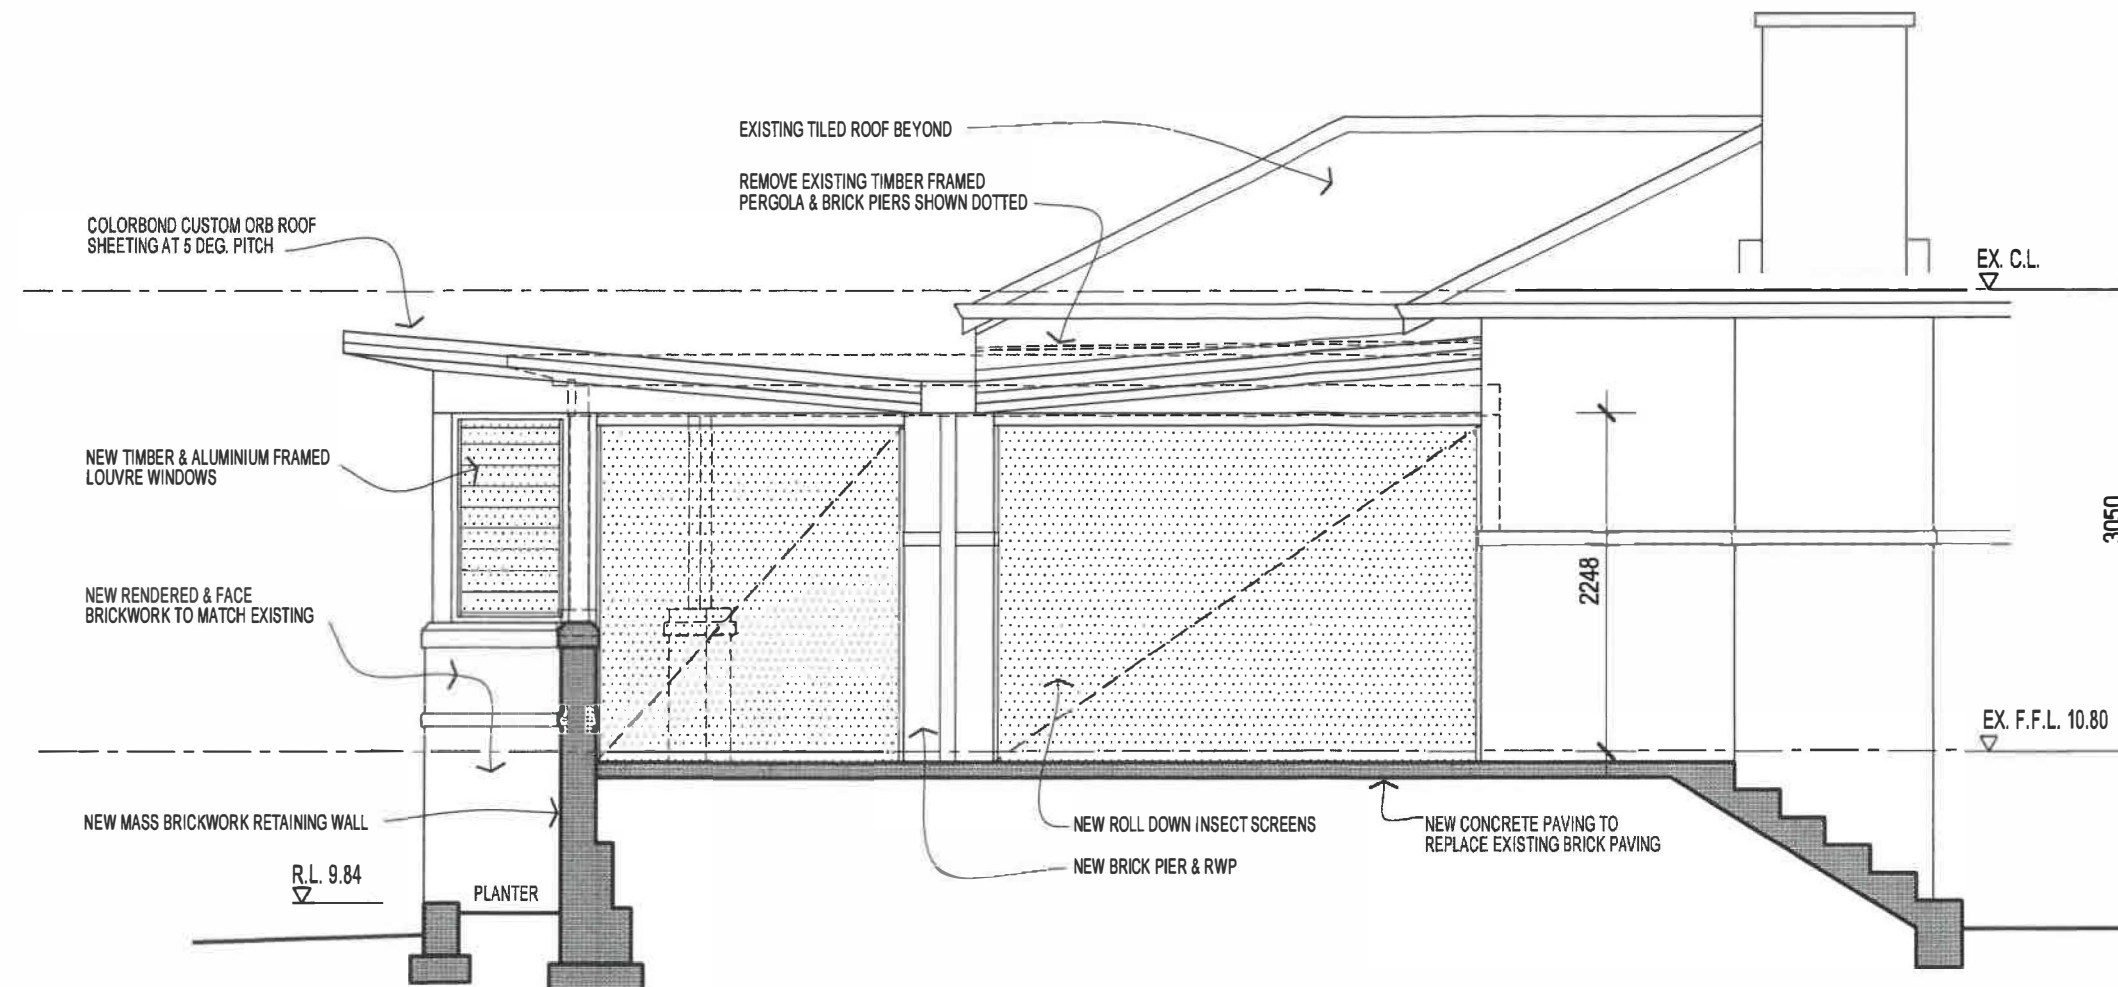 EXISTING TILED ROOF BEYOND
REMOVE EXISTING TIMBER FRAMED
PERGOLA & BRICK PIERS SHOWN DOTTED
COLORBOND CUSTOM ORB ROOF
SHEETING AT 5 DEG. PITCH
EX. C.L.
NEW TIMBER & ALUMINIUM FRAMED
LOUVRE WINDOWS
3050
2248
NEW RENDERED & FACE
BRICKWORK TO MATCH EXISTING
EX. F.F.L. 10.80
NEW MASS BRICKWORK RETAINING WALL
NEW ROLL DOWN INSECT SCREENS
NEW CONCRETE PAVING TO
REPLACE EXISTING BRICK PAVING
NEW BRICK PIER & RWP
R.L. 9.84
PLANTER